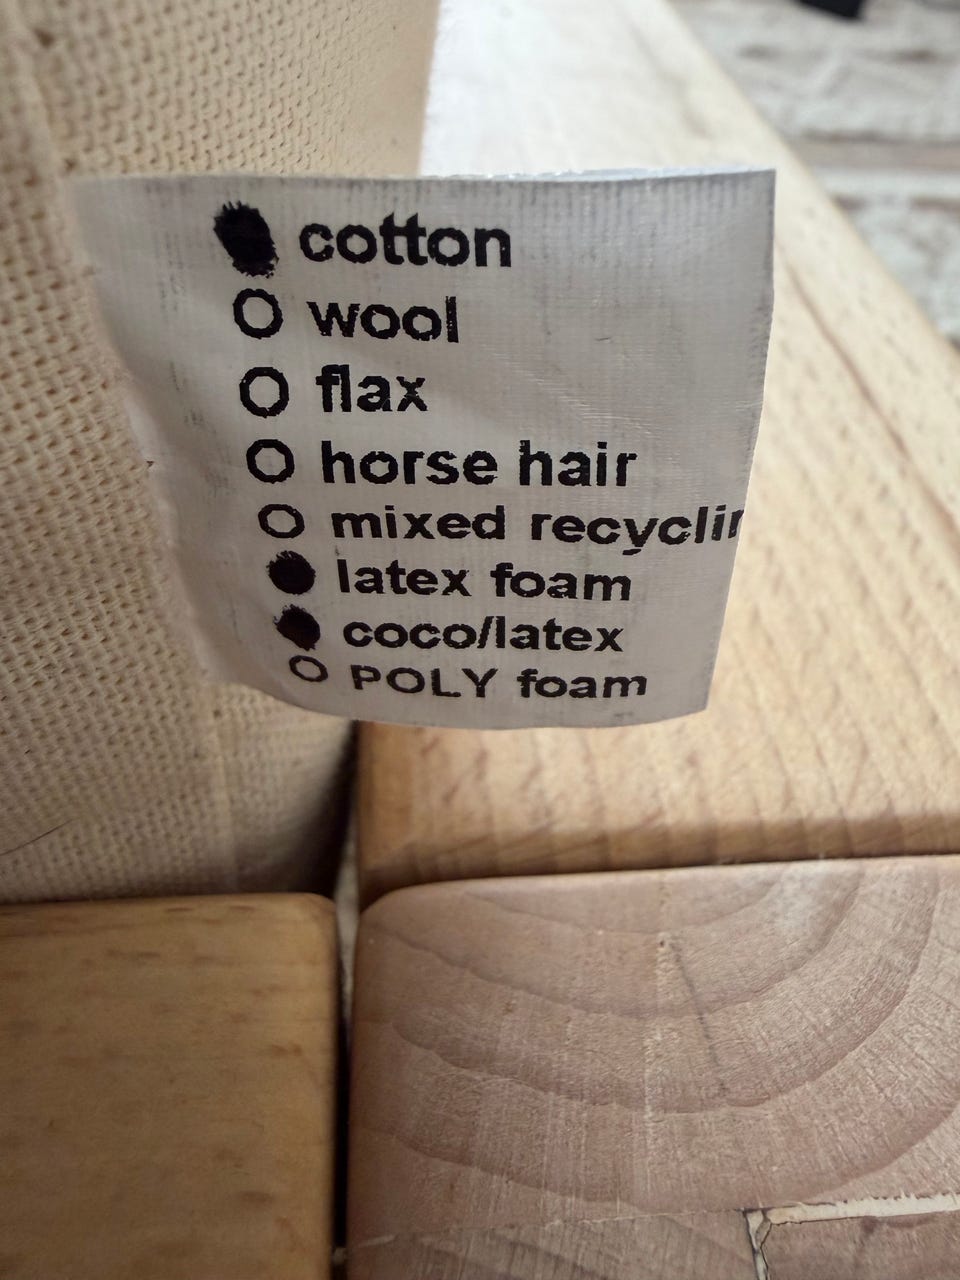 cotton
wool
flax
horse hair
mixed recyclin
latex foam
coco/latex
POLY foam